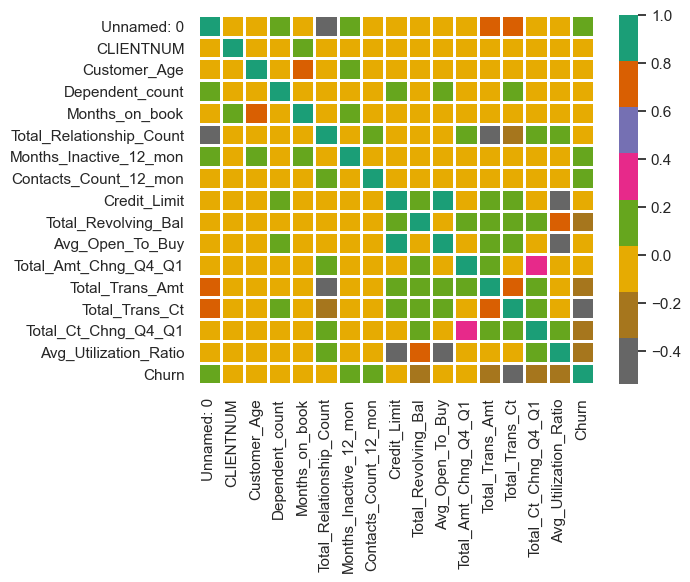 Unnamed: 0
CLIENTNUM
Customer_Age
Dependent_count
Months_on_book
Total_Relationship_Count
Months_Inactive_12_mon
Contacts_Count_12_mon
Credit_Limit
Total_Revolving_Bal
Avg_Open_To_Buy
Total_Amt_Chng_Q4_Q1
Total_Trans_Amt
Total_Trans_Ct
Total_Ct_Chng_Q4_Q1
Avg_Utilization_Ratio
Churn
Unnamed: 0
CLIENTNUM
Customer_Age
Dependent_count
Months_on_book
Total_Relationship_Count
Months_Inactive_12_mon
Contacts_Count_12_mon
Credit_Limit
Total_Revolving_Bal
Avg_Open_To_Buy
Total_Amt_Chng_Q4_Q1
Total_Trans_Amt
Total_Trans_Ct
Total_Ct_Chng_Q4_Q1
Avg_Utilization_Ratio
Churn
1.0
0.8
0.6
0.4
0.2
0.0
−0.2
−0.4